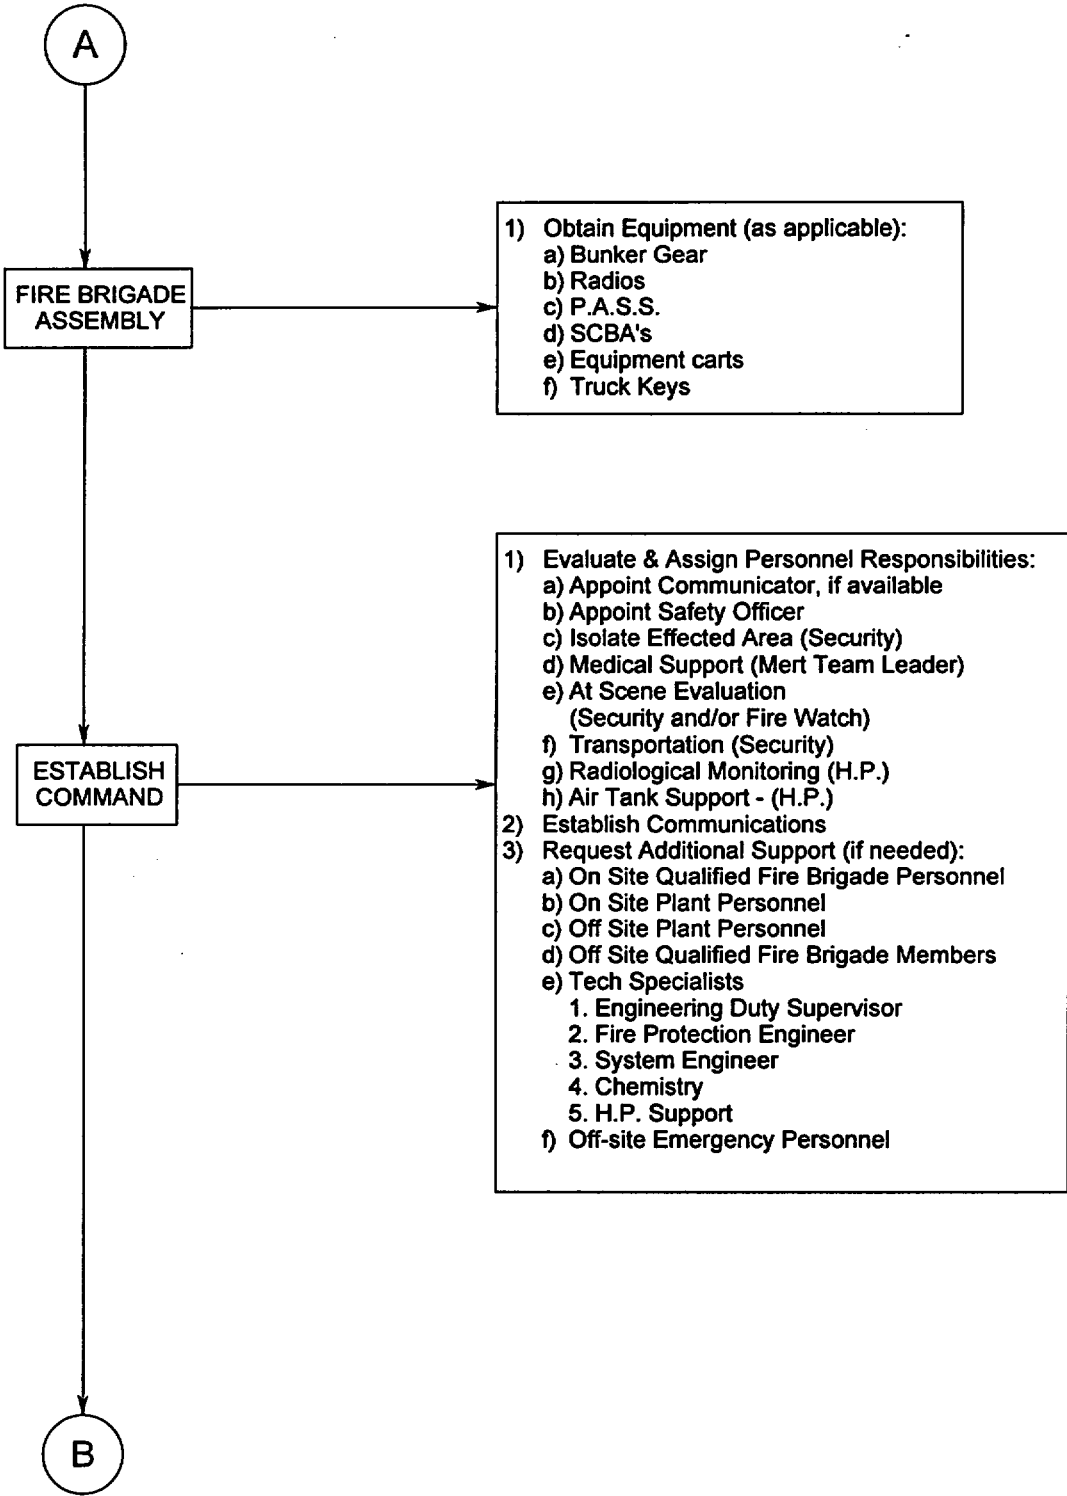 A
FIRE BRIGADE
ASSEMBLY
1) Obtain Equipment (as applicable):
a) Bunker Gear
b) Radios
c) P.A.S.S.
d) SCBA's
e) Equipment carts
f) Truck Keys
ESTABLISH
COMMAND
1) Evaluate & Assign Personnel Responsibilities:
a) Appoint Communicator, if available
b) Appoint Safety Officer
c) Isolate Effected Area (Security)
d) Medical Support (Mert Team Leader)
e) At Scene Evaluation
(Security and/or Fire Watch)
f) Transportation (Security)
g) Radiological Monitoring (H.P.)
h) Air Tank Support - (H.P.)
2) Establish Communications
3) Request Additional Support (if needed):
a) On Site Qualified Fire Brigade Personnel
b) On Site Plant Personnel
c) Off Site Plant Personnel
d) Off Site Qualified Fire Brigade Members
e) Tech Specialists
1. Engineering Duty Supervisor
2. Fire Protection Engineer
3. System Engineer
4. Chemistry
5. H.P. Support
f) Off-site Emergency Personnel
B